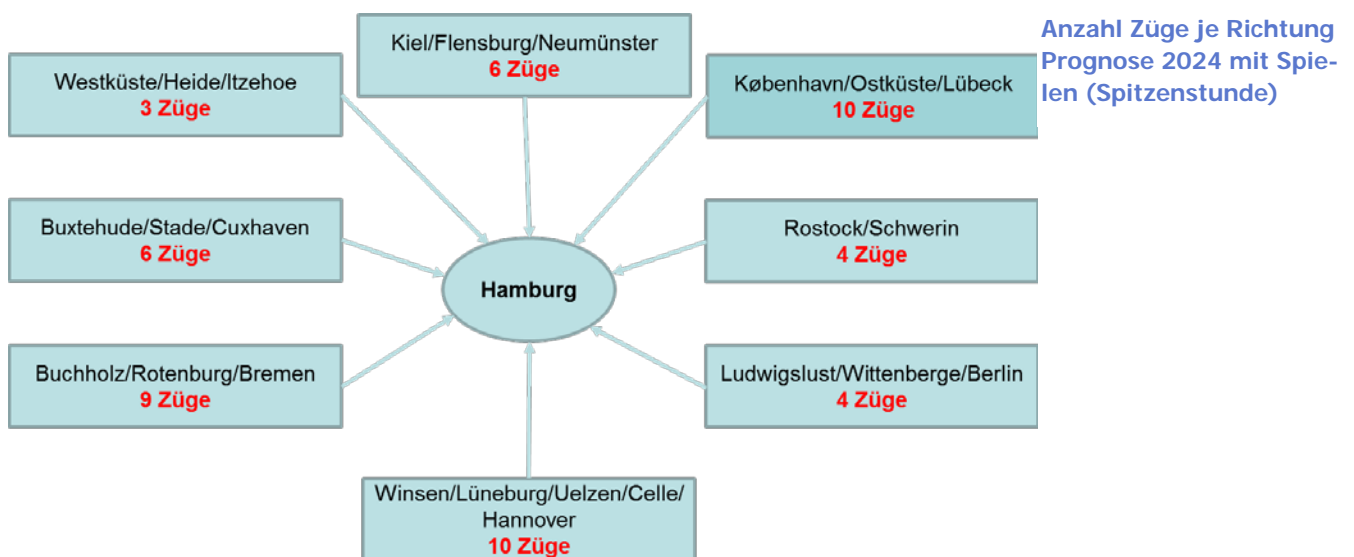 Anzahl Züge je Richtung
Prognose 2024 mit Spie-
len (Spitzenstunde)
Kiel/Flensburg/Neumünster
6 Züge
Westküste/Heide/Itzehoe
3 Züge
København/Ostküste/Lübeck
10 Züge
Buxtehude/Stade/Cuxhaven
6 Züge
Rostock/Schwerin
4 Züge
Hamburg
Buchholz/Rotenburg/Bremen
9 Züge
Ludwigslust/Wittenberge/Berlin
4 Züge
Winsen/Lüneburg/Uelzen/Celle/
Hannover
10 Züge